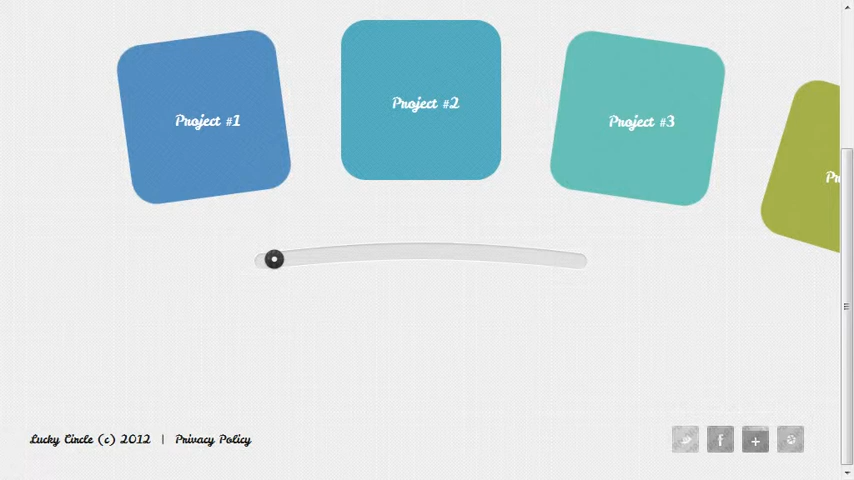 Project #1
Project #2
Project #3
Lucky Circle (c) 2012 | Privacy Policy